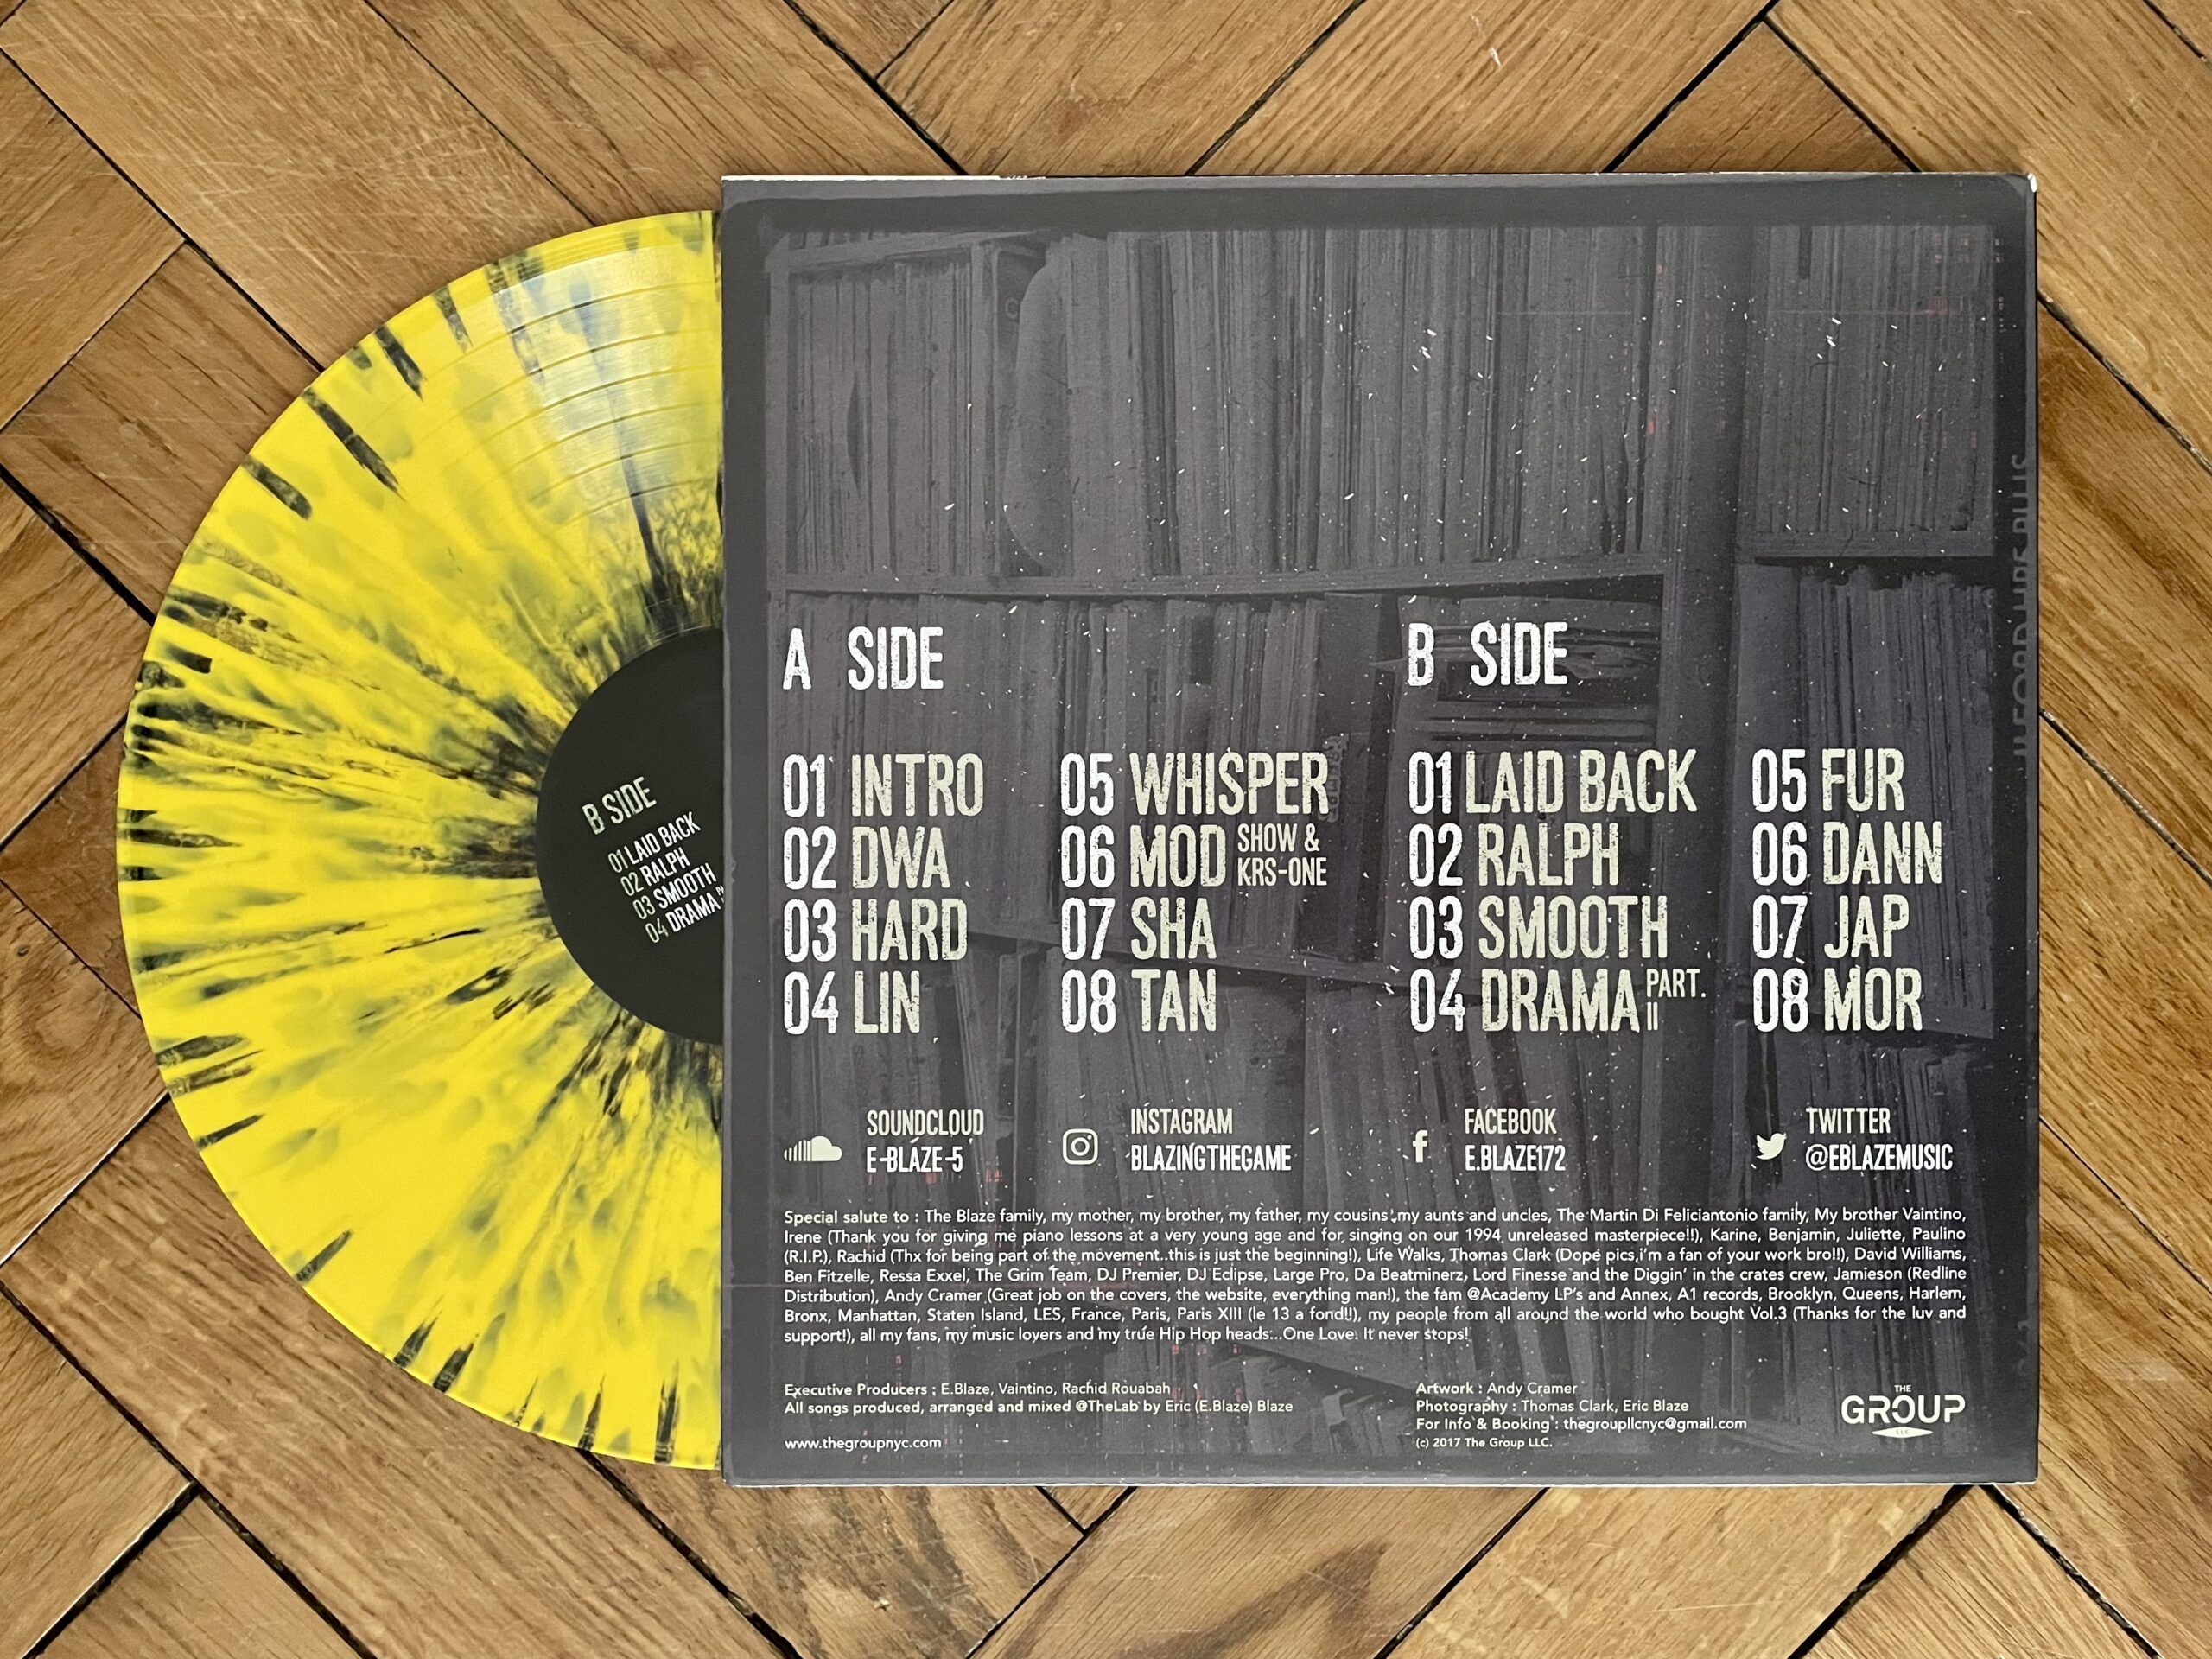 B SIDE
01 LAID BACK
02 RALPH
03 SMOOTH
04 DRAMA
A SIDE
01 INTRO
02 DWA
03 HARD
04 LIN
05 WHISPER
06 MOD SHOW & KRS-ONE
07 SHA
08 TAN
B SIDE
01 LAID BACK
02 RALPH
03 SMOOTH
04 DRAMA PART. II
05 FUR
06 DANN
07 JAP
08 MOR
SOUNDCLOUD
E-BLAZE-5
INSTAGRAM
BLAZINGTHEGAME
FACEBOOK
E.BLAZE172
TWITTER
@EBLAZEMUSIC
Special salute to : The Blaze family, my mother, my brother, my father, my cousins, my aunts and uncles, The Martin Di Feliciantonio family, My brother Vaintino,
Irene (Thank you for giving me piano lessons at a very young age and for singing on our 1994 unreleased masterpiece!!), Karine, Benjamin, Juliette, Paulino
(R.I.P.), Rachid (Thx for being part of the movement..this is just the beginning!), Life Walks, Thomas Clark (Dope pics,i'm a fan of your work bro!!), David Williams,
Ben Fitzelle, Ressa Exxel, The Grim Team, DJ Premier, DJ Eclipse, Large Pro, Da Beatminerz, Lord Finesse and the Diggin' in the crates crew, Jamieson (Redline
Distribution), Andy Cramer (Great job on the covers, the website, everything man!), the fam @Academy LP's and Annex, A1 records, Brooklyn, Queens, Harlem,
Bronx, Manhattan, Staten Island, LES, France, Paris, Paris XIII (le 13 a fond!!), my people from all around the world who bought Vol.3 (Thanks for the luv and
support!), all my fans, my music lovers and my true Hip Hop heads...One Love. It never stops!
Executive Producers : E.Blaze, Vaintino, Rachid Rouabah
All songs produced, arranged and mixed @TheLab by Eric (E.Blaze) Blaze
www.thegroupnyc.com
Artwork : Andy Cramer
Photography : Thomas Clark, Eric Blaze
For Info & Booking : thegroupllcnyc@gmail.com
(c) 2017 The Group LLC.
THE
GROUP
LLC